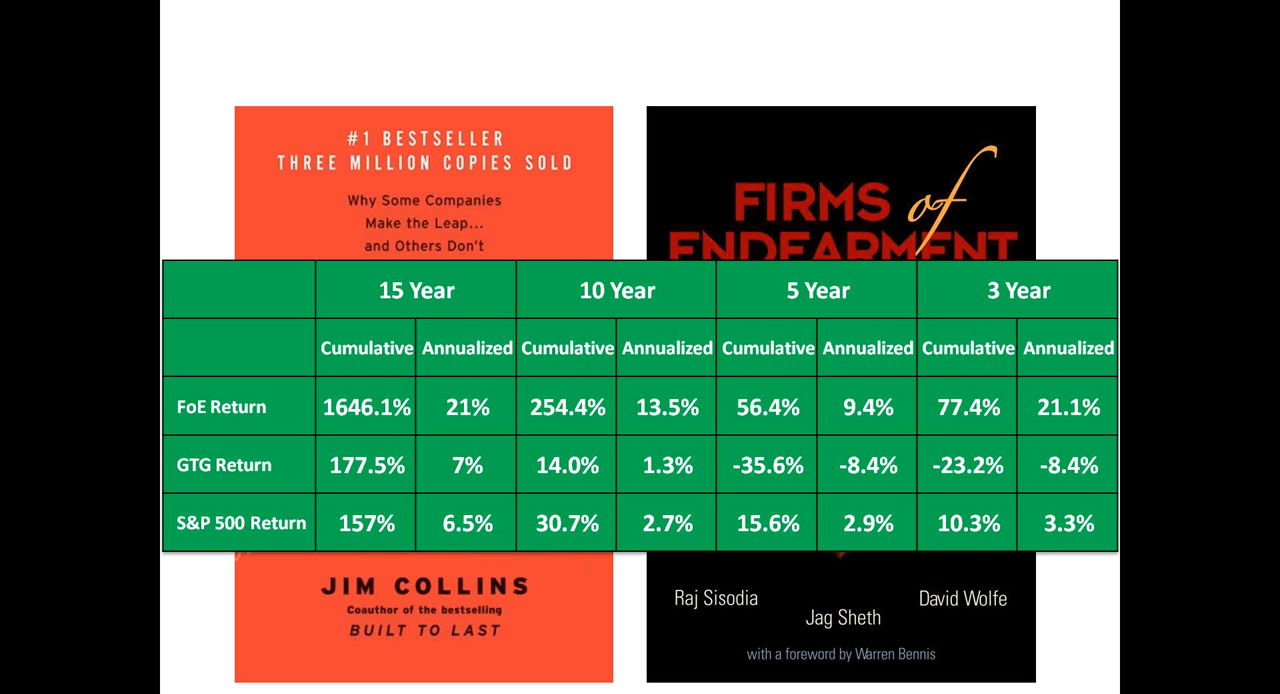 #1 BESTSELLER
THREE MILLION COPIES SOLD
Why Some Companies
Make the Leap...
and Others Don't
FIRMS of
ENDEARMENT
15 Year 10 Year 5 Year 3 Year
Cumulative Annualized Cumulative Annualized Cumulative Annualized Cumulative Annualized
FoE Return 1646.1% 21% 254.4% 13.5% 56.4% 9.4% 77.4% 21.1%
GTG Return 177.5% 7% 14.0% 1.3% -35.6% -8.4% -23.2% -8.4%
S&P 500 Return 157% 6.5% 30.7% 2.7% 15.6% 2.9% 10.3% 3.3%
JIM COLLINS
Coauthor of the bestselling
BUILT TO LAST
Raj Sisodia
Jag Sheth
David Wolfe
with a foreword by Warren Bennis